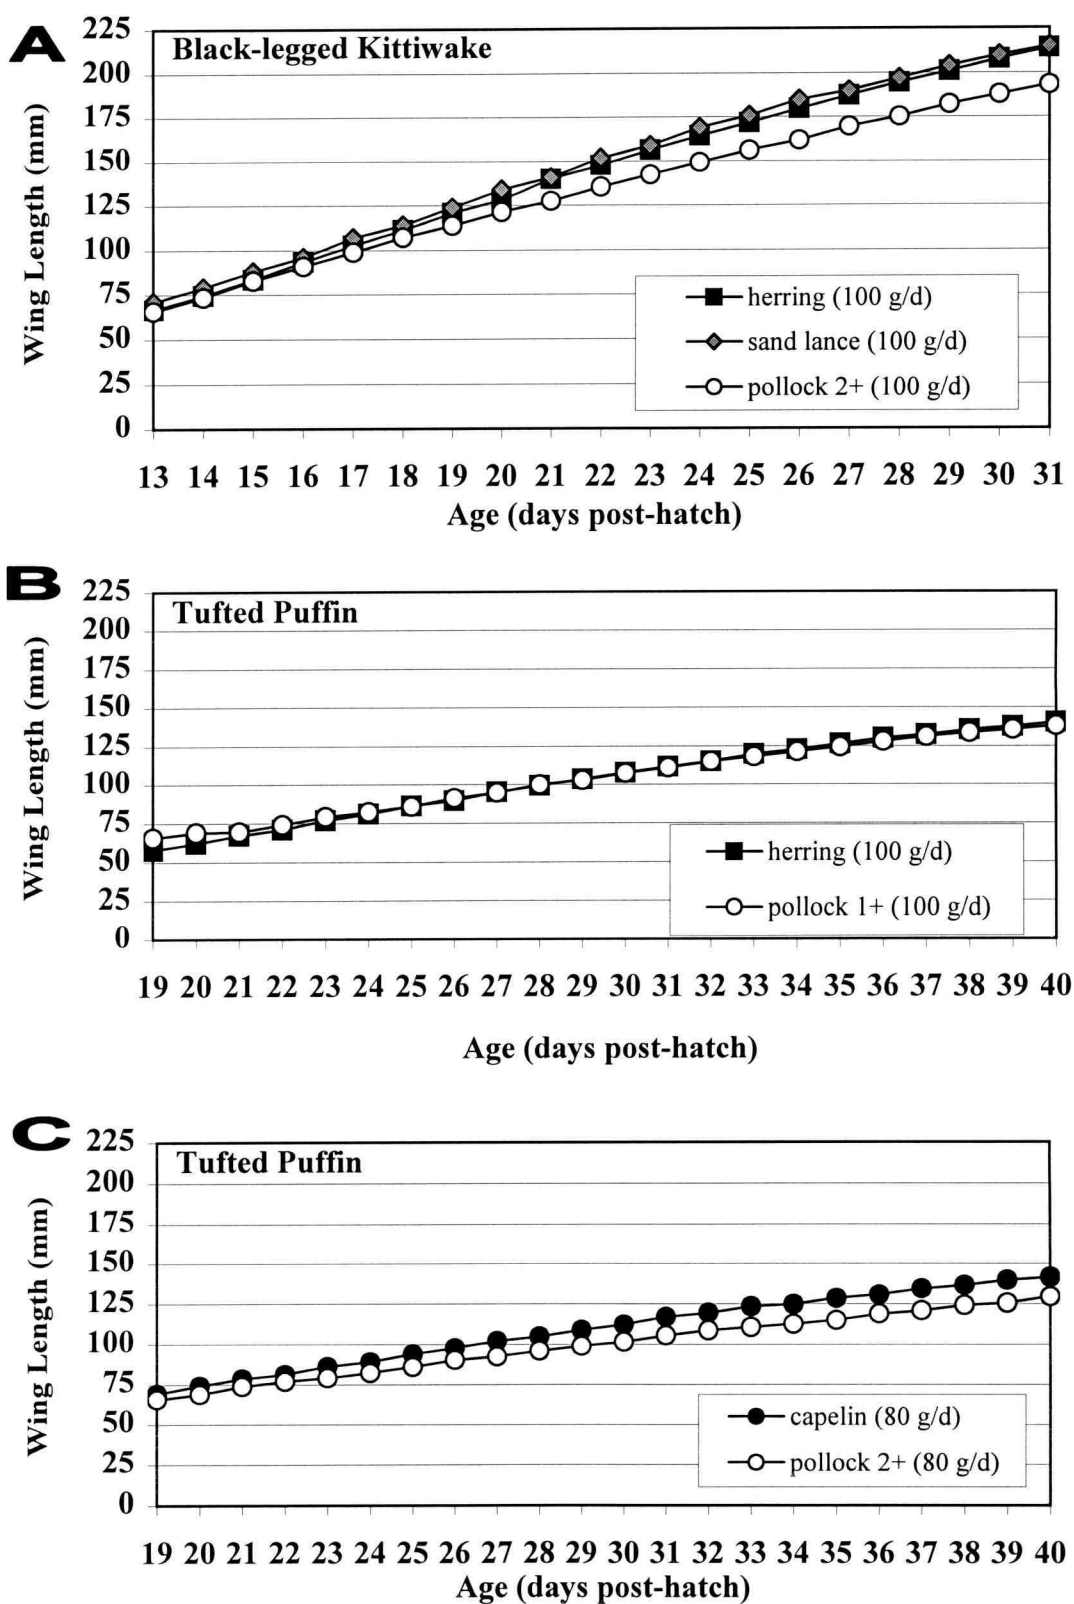 A
Black-legged Kittiwake
Wing Length (mm)
225
200
175
150
125
100
75
50
25
0
herring (100 g/d)
sand lance (100 g/d)
pollock 2+ (100 g/d)
13 14 15 16 17 18 19 20 21 22 23 24 25 26 27 28 29 30 31
Age (days post-hatch)
B
Tufted Puffin
Wing Length (mm)
225
200
175
150
125
100
75
50
25
0
herring (100 g/d)
pollock 1+ (100 g/d)
19 20 21 22 23 24 25 26 27 28 29 30 31 32 33 34 35 36 37 38 39 40
Age (days post-hatch)
C
Tufted Puffin
Wing Length (mm)
225
200
175
150
125
100
75
50
25
0
capelin (80 g/d)
pollock 2+ (80 g/d)
19 20 21 22 23 24 25 26 27 28 29 30 31 32 33 34 35 36 37 38 39 40
Age (days post-hatch)